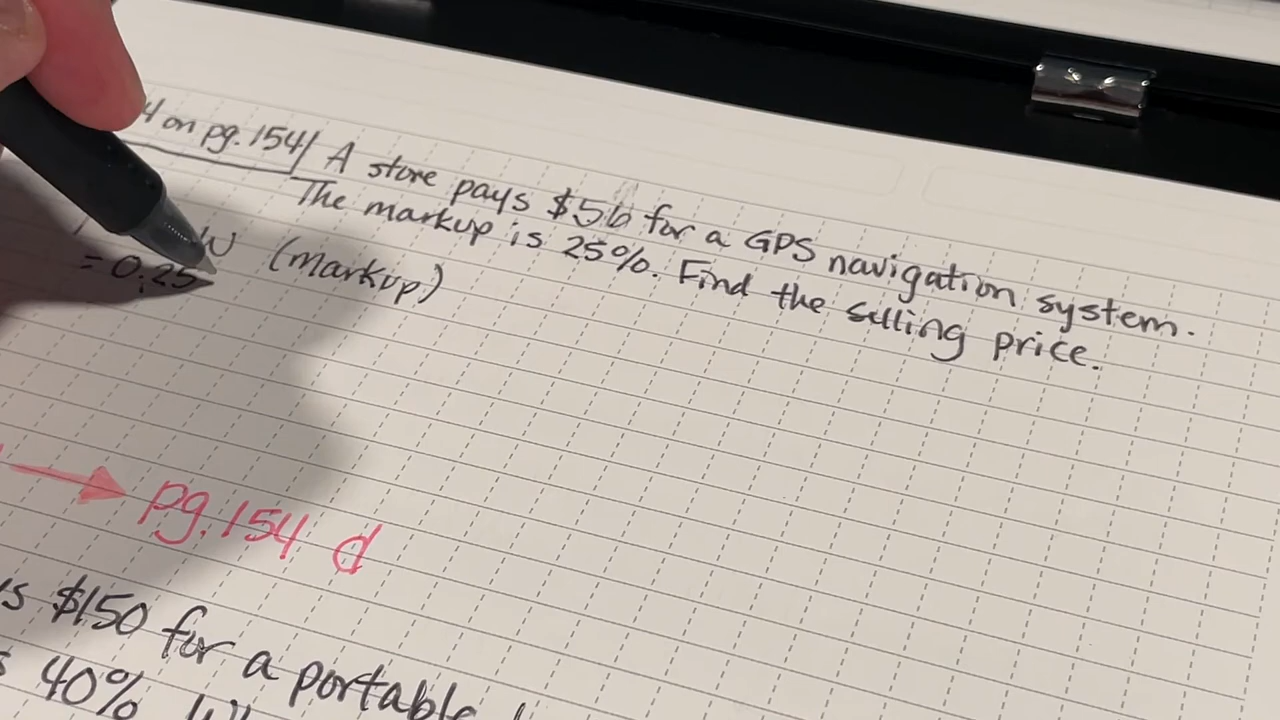 4 on pg. 154 A store pays $56 for a GPS navigation system.
The markup is 25%. Find the selling price.
W (markup)
= 0.25
pg. 154 d
$150 for a portable
40%